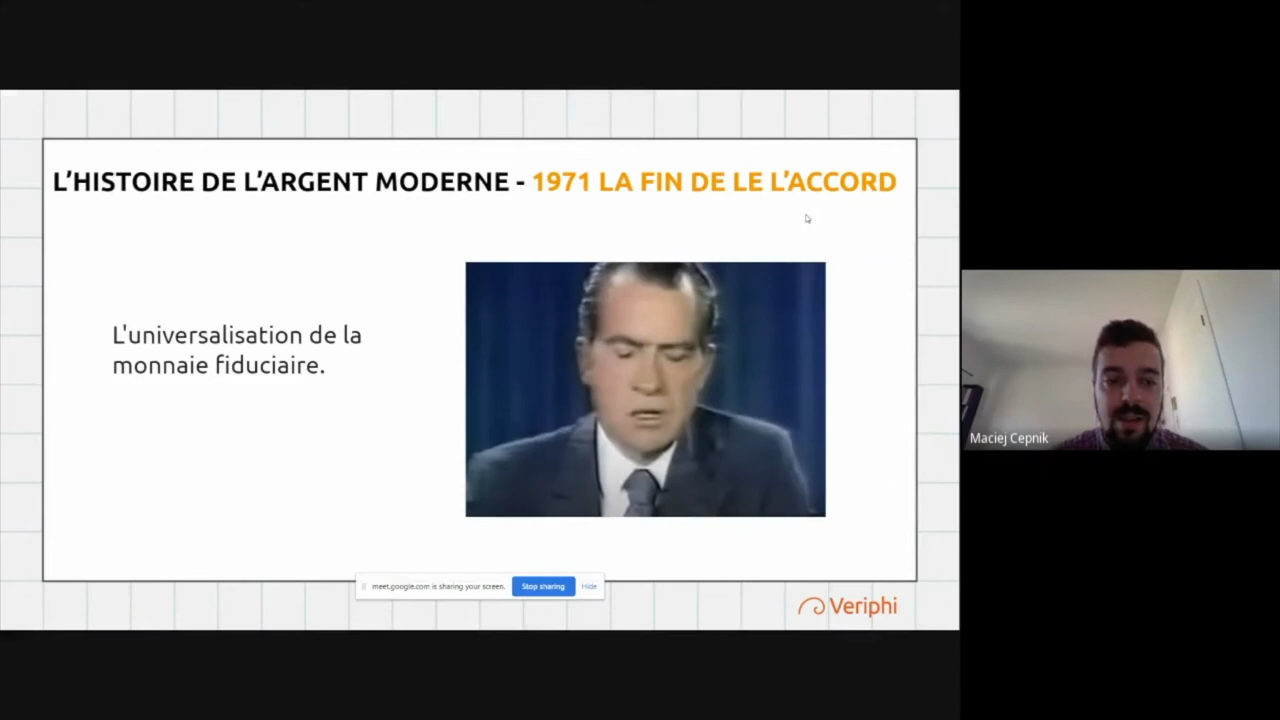 L'HISTOIRE DE L'ARGENT MODERNE - 1971 LA FIN DE LE L'ACCORD
L'universalisation de la
monnaie fiduciaire.
Maciej Cepnik
meet.google.com is sharing your screen. Stop sharing Hide
Veriphi